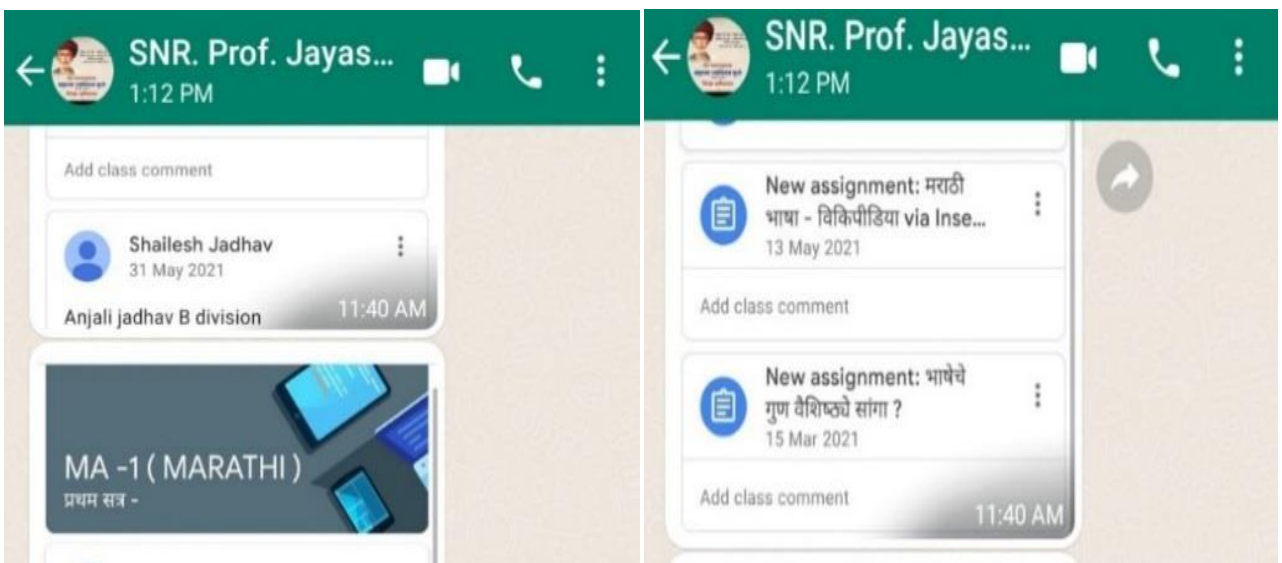 SNR. Prof. Jayas...
1:12 PM
Add class comment
Shailesh Jadhav
31 May 2021
Anjali jadhav B division
11:40 AM
MA -1 ( MARATHI )
प्रथम सत्र -
SNR. Prof. Jayas...
1:12 PM
New assignment: मराठी
भाषा - विकिपीडिया via Inse...
13 May 2021
Add class comment
New assignment: भाषेचे
गुण वैशिष्ठ्ये सांगा ?
15 Mar 2021
Add class comment
11:40 AM